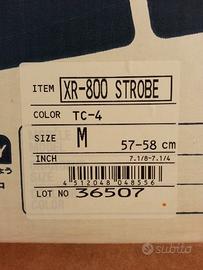 ITEM XR-800 STROBE
COLOR TC-4
SIZE M 57-58 cm
INCH 7.1/8-7.1/4
4 512048 048556
LOT NO 36507
subito